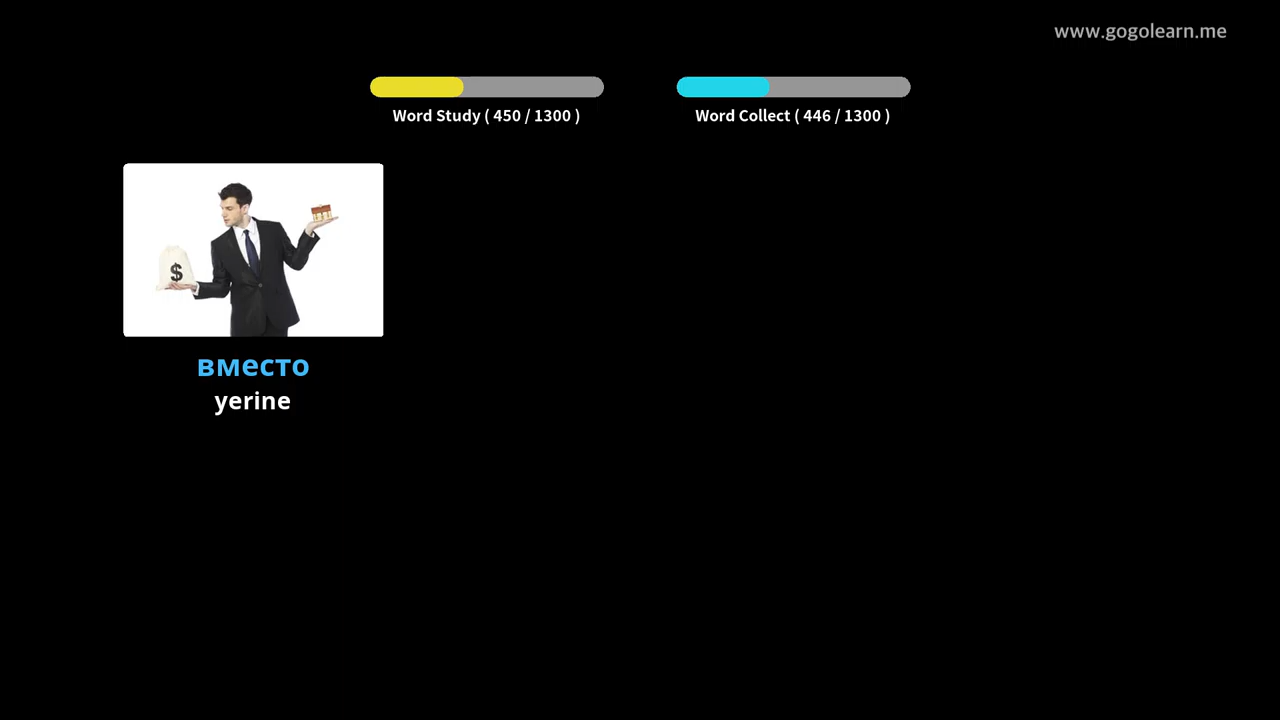 www.gogolearn.me
Word Study ( 450 / 1300 )
Word Collect ( 446 / 1300 )
$
вместо
yerine